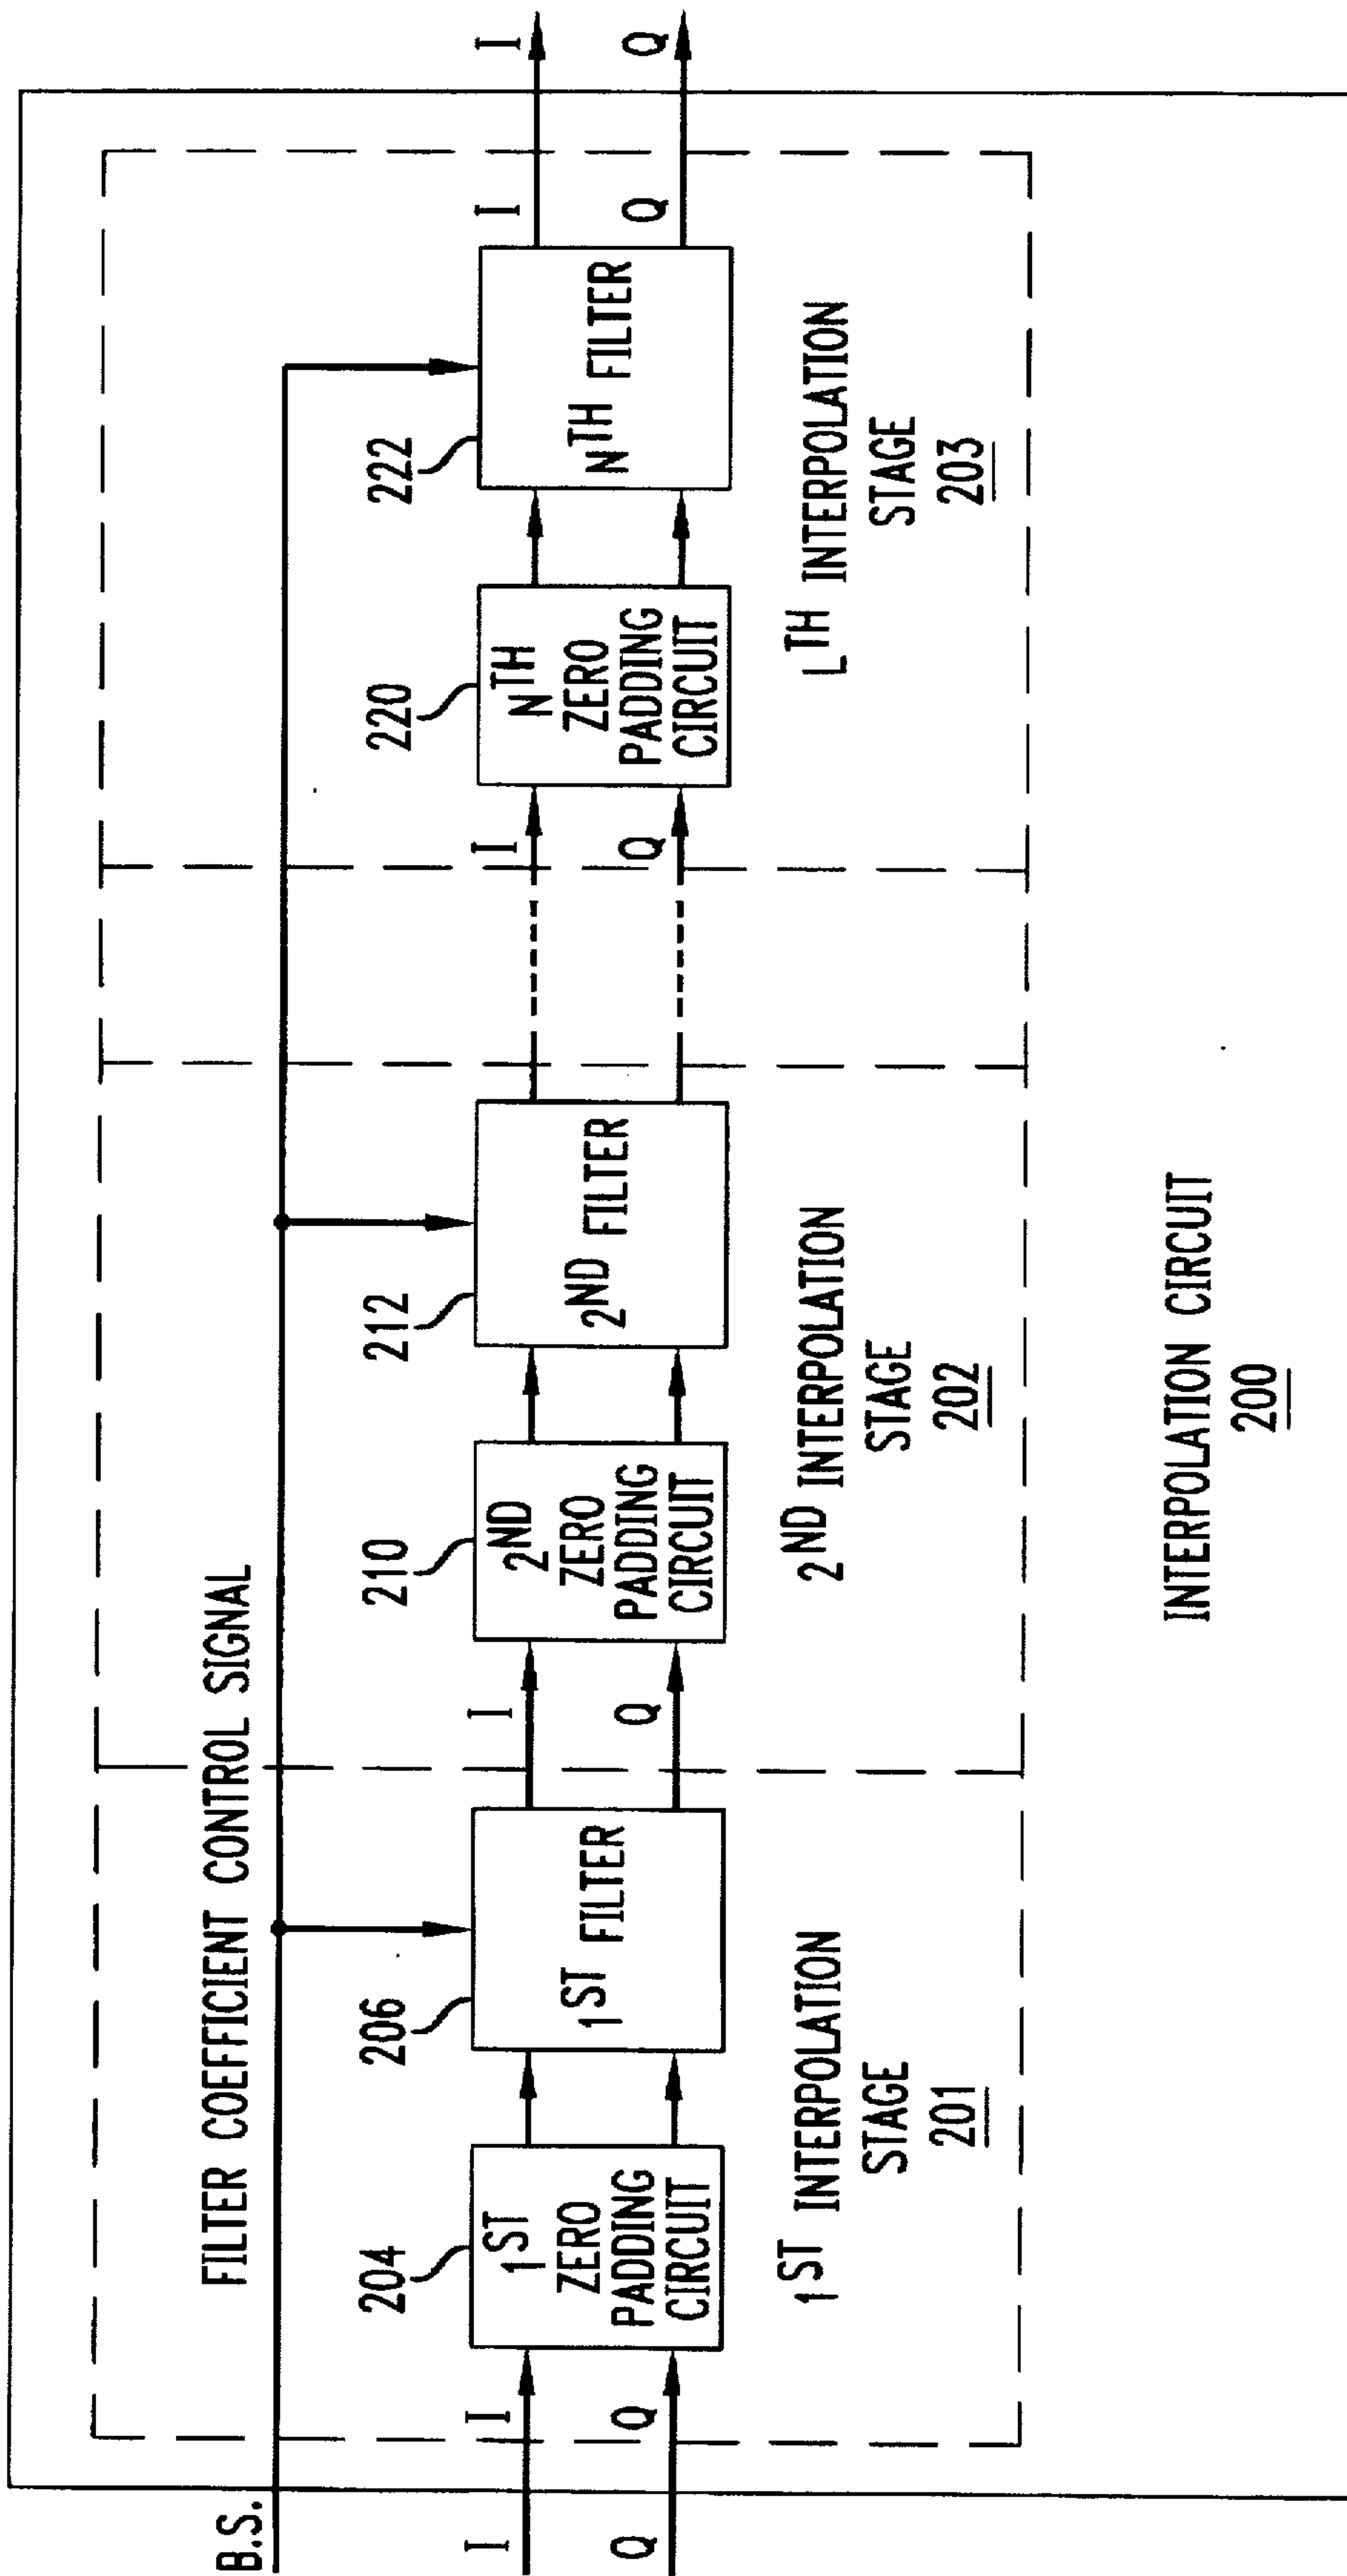 B.S.
FILTER COEFFICIENT CONTROL SIGNAL
204
206
210
212
220
222
I
I
I
I
I
I
Q
Q
Q
Q
Q
Q
1ST
ZERO
PADDING
CIRCUIT
1ST FILTER
2ND
ZERO
PADDING
CIRCUIT
2ND FILTER
NTH
ZERO
PADDING
CIRCUIT
NTH FILTER
1ST INTERPOLATION
STAGE
201
2ND INTERPOLATION
STAGE
202
LTH INTERPOLATION
STAGE
203
INTERPOLATION CIRCUIT
200